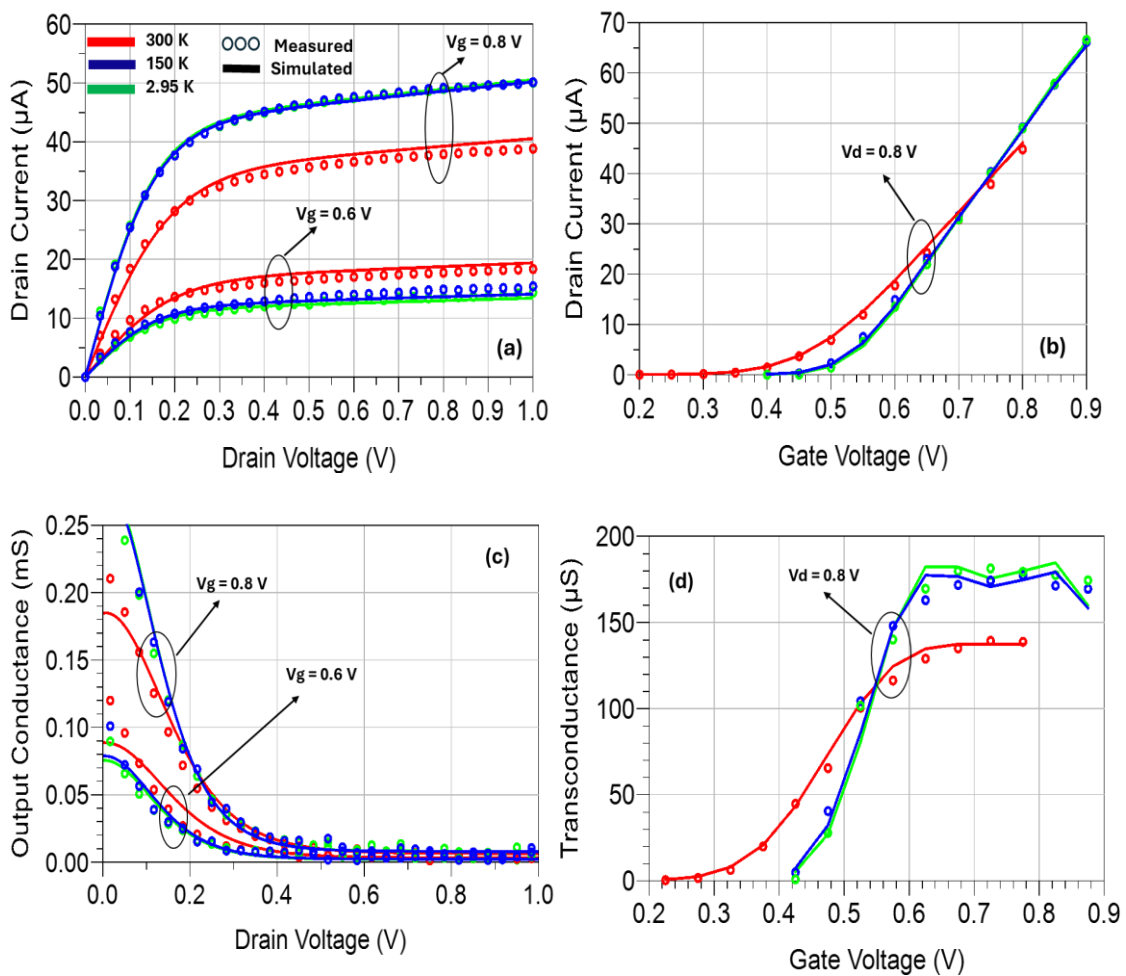 60
50
40
30
20
10
0
Drain Current (µA)
300 K
150 K
2.95 K
Measured
Simulated
Vg = 0.8 V
Vg = 0.6 V
(a)
0.0 0.1 0.2 0.3 0.4 0.5 0.6 0.7 0.8 0.9 1.0
Drain Voltage (V)
70
60
50
40
30
20
10
0
Drain Current (µA)
Vd = 0.8 V
(b)
0.2 0.3 0.4 0.5 0.6 0.7 0.8 0.9
Gate Voltage (V)
0.25
0.20
0.15
0.10
0.05
0.00
Output Conductance (mS)
(c)
Vg = 0.8 V
Vg = 0.6 V
0.0 0.2 0.4 0.6 0.8 1.0
Drain Voltage (V)
200
150
100
50
0
Transconductance (µS)
(d)
Vd = 0.8 V
0.2 0.3 0.4 0.5 0.6 0.7 0.8 0.9
Gate Voltage (V)